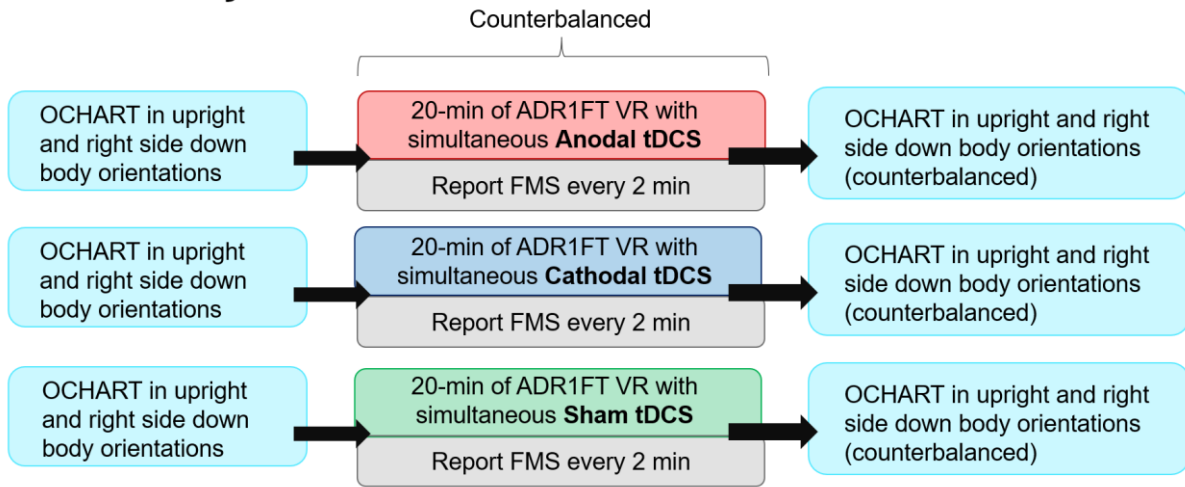 Counterbalanced
OCHART in upright
and right side down
body orientations
20-min of ADR1FT VR with
simultaneous Anodal tDCS
Report FMS every 2 min
OCHART in upright and right
side down body orientations
(counterbalanced)
OCHART in upright
and right side down
body orientations
20-min of ADR1FT VR with
simultaneous Cathodal tDCS
Report FMS every 2 min
OCHART in upright and right
side down body orientations
(counterbalanced)
OCHART in upright
and right side down
body orientations
20-min of ADR1FT VR with
simultaneous Sham tDCS
Report FMS every 2 min
OCHART in upright and right
side down body orientations
(counterbalanced)